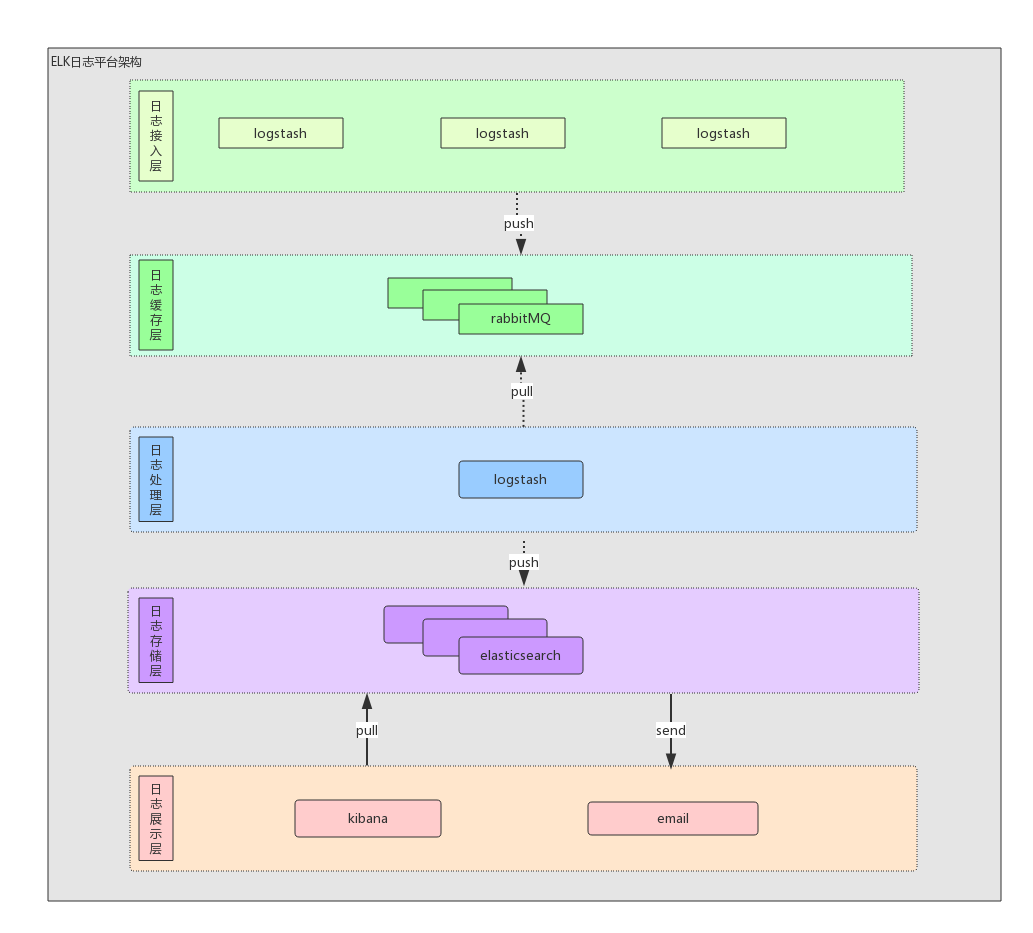 ELK日志平台架构
日志接入层
logstash
logstash
logstash
push
日志缓存层
rabbitMQ
pull
日志处理层
logstash
push
日志存储层
elasticsearch
pull
send
日志展示层
kibana
email